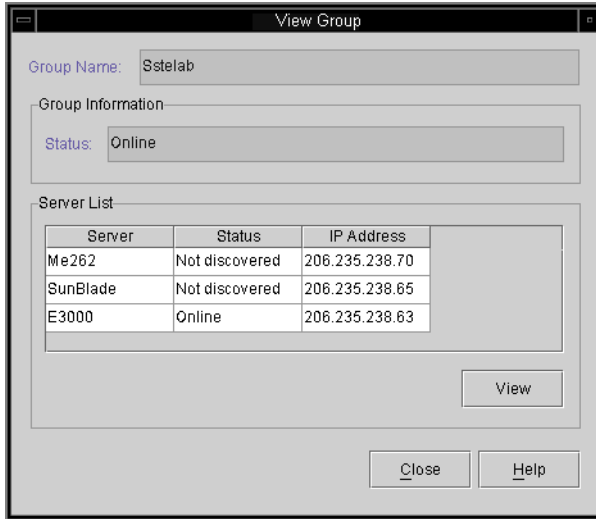 View Group
Group Name: Sstelab
Group Information
Status: Online
Server List
Server Status IP Address
Me262 Not discovered 206.235.238.70
SunBlade Not discovered 206.235.238.65
E3000 Online 206.235.238.63
View
Close Help